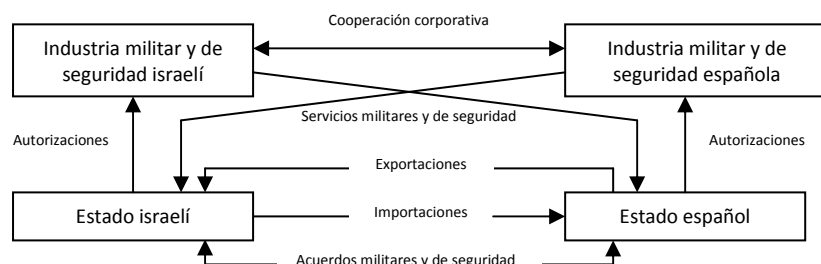 Cooperación corporativa
Industria militar y de
seguridad israelí
Industria militar y de
seguridad española
Autorizaciones
Servicios militares y de seguridad
Autorizaciones
Exportaciones
Estado israelí
Importaciones
Estado español
Acuerdos militares y de seguridad